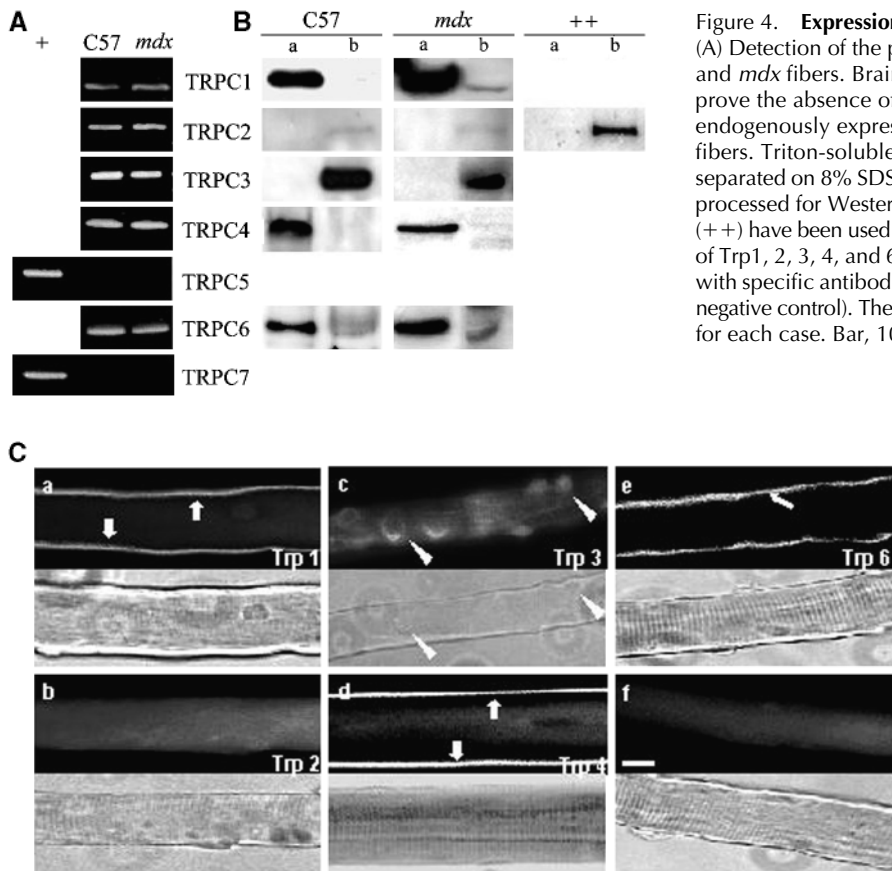 A
+ C57 mdx
B
C57 mdx ++
a b a b a b
TRPC1
TRPC2
TRPC3
TRPC4
TRPC5
TRPC6
TRPC7
Figure 4. Expression
(A) Detection of the p
and mdx fibers. Brain
prove the absence of
endogenously expres
fibers. Triton-soluble
separated on 8% SDS
processed for Wester
(++) have been used
of Trp1, 2, 3, 4, and 6
with specific antibod
negative control). The
for each case. Bar, 10
C
a c e
Trp 1 Trp 3 Trp 6
b d f
Trp 2 Trp 4